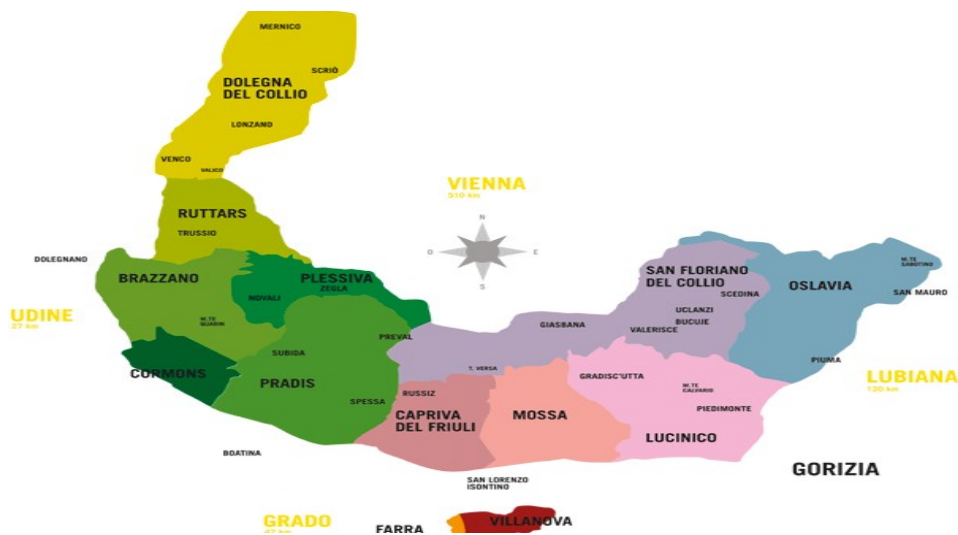 MERNICO
SCRIÒ
DOLEGNA
DEL COLLIO
LONZANO
VENCO
VALICO
VIENNA
510 km
RUTTARS
TRUSSIO
N
O
E
S
DOLEGNANO
BRAZZANO
PLESSIVA
ZEGLA
NOVALI
SAN FLORIANO
DEL COLLIO
SCEDINA
OSLAVIA
M.TE
SABOTINO
SAN MAURO
UDINE
27 km
M.TE
QUARIN
UCLANZI
BUCUJE
GIASBANA
VALERISCE
PREVAL
SUBIDA
PIUMA
CORMONS
PRADIS
T. VERSA
GRADISC'UTTA
M.TE
CALVARIO
LUBIANA
120 km
SPESSA
RUSSIZ
CAPRIVA
DEL FRIULI
MOSSA
PIEDIMONTE
LUCINICO
BOATINA
GORIZIA
SAN LORENZO
ISONTINO
GRADO
FARRA
VILLANOVA